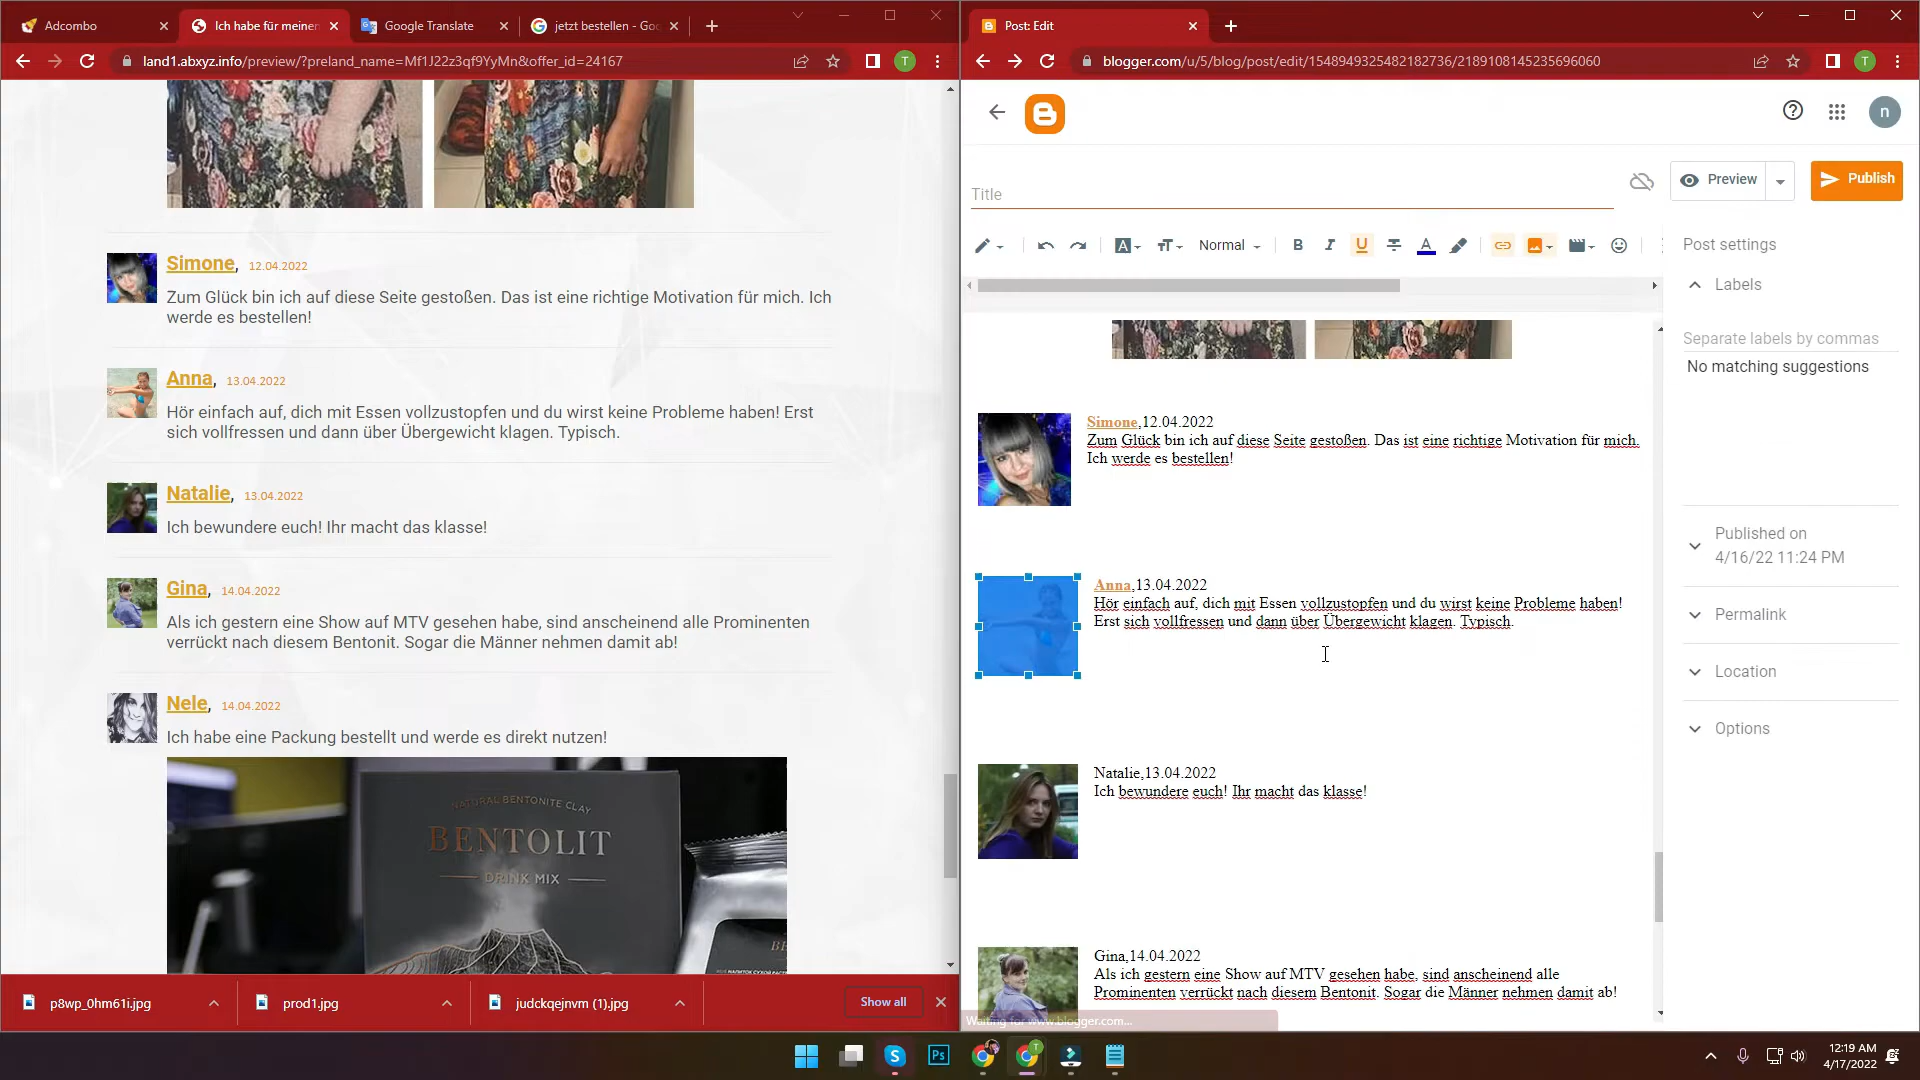 Adcombo
Ich habe für meinen
Google Translate
jetzt bestellen - Goo
land1.abxyz.info/preview/?preland_name=Mf1J22z3qf9YyMn&offer_id=24167
T
Simone, 12.04.2022
Zum Glück bin ich auf diese Seite gestoßen. Das ist eine richtige Motivation für mich. Ich
werde es bestellen!
Anna, 13.04.2022
Hör einfach auf, dich mit Essen vollzustopfen und du wirst keine Probleme haben! Erst
sich vollfressen und dann über Übergewicht klagen. Typisch.
Natalie, 13.04.2022
Ich bewundere euch! Ihr macht das klasse!
Gina, 14.04.2022
Als ich gestern eine Show auf MTV gesehen habe, sind anscheinend alle Prominenten
verrückt nach diesem Bentonit. Sogar die Männer nehmen damit ab!
Nele, 14.04.2022
Ich habe eine Packung bestellt und werde es direkt nutzen!
NATURAL BENTONITE CLAY
BENTOLIT
DRINK MIX
p8wp_0hm61i.jpg
prod1.jpg
judckqejnvm (1).jpg
Show all
Post: Edit
blogger.com/u/5/blog/post/edit/1548949325482182736/2189108145235696060
T
n
Title
Preview
Publish
Normal
Simone,12.04.2022
Zum Glück bin ich auf diese Seite gestoßen. Das ist eine richtige Motivation für mich.
Ich werde es bestellen!
Anna,13.04.2022
Hör einfach auf, dich mit Essen vollzustopfen und du wirst keine Probleme haben!
Erst sich vollfressen und dann über Übergewicht klagen. Typisch.
Natalie,13.04.2022
Ich bewundere euch! Ihr macht das klasse!
Gina,14.04.2022
Als ich gestern eine Show auf MTV gesehen habe, sind anscheinend alle
Prominenten verrückt nach diesem Bentonit. Sogar die Männer nehmen damit ab!
Waiting for www.blogger.com...
Post settings
Labels
Separate labels by commas
No matching suggestions
Published on
4/16/22 11:24 PM
Permalink
Location
Options
Ps
12:19 AM
4/17/2022